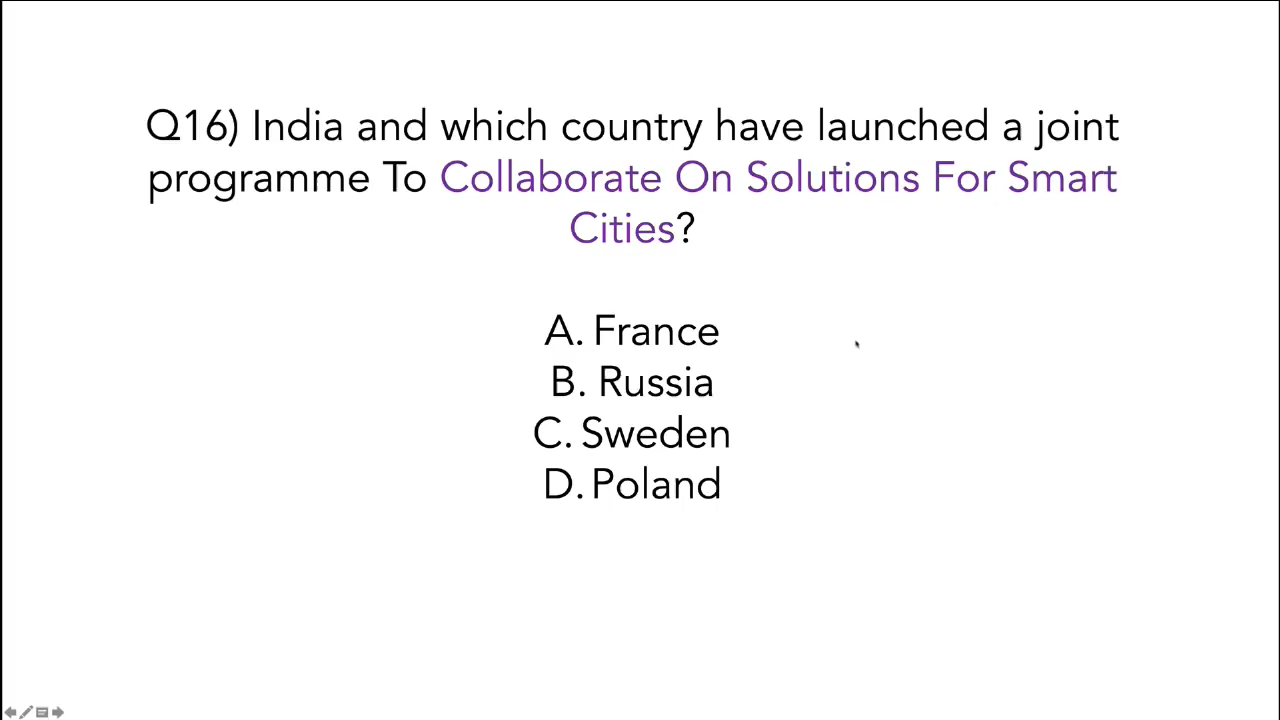 Q16) India and which country have launched a joint
programme To Collaborate On Solutions For Smart
Cities?
A. France
B. Russia
C. Sweden
D. Poland